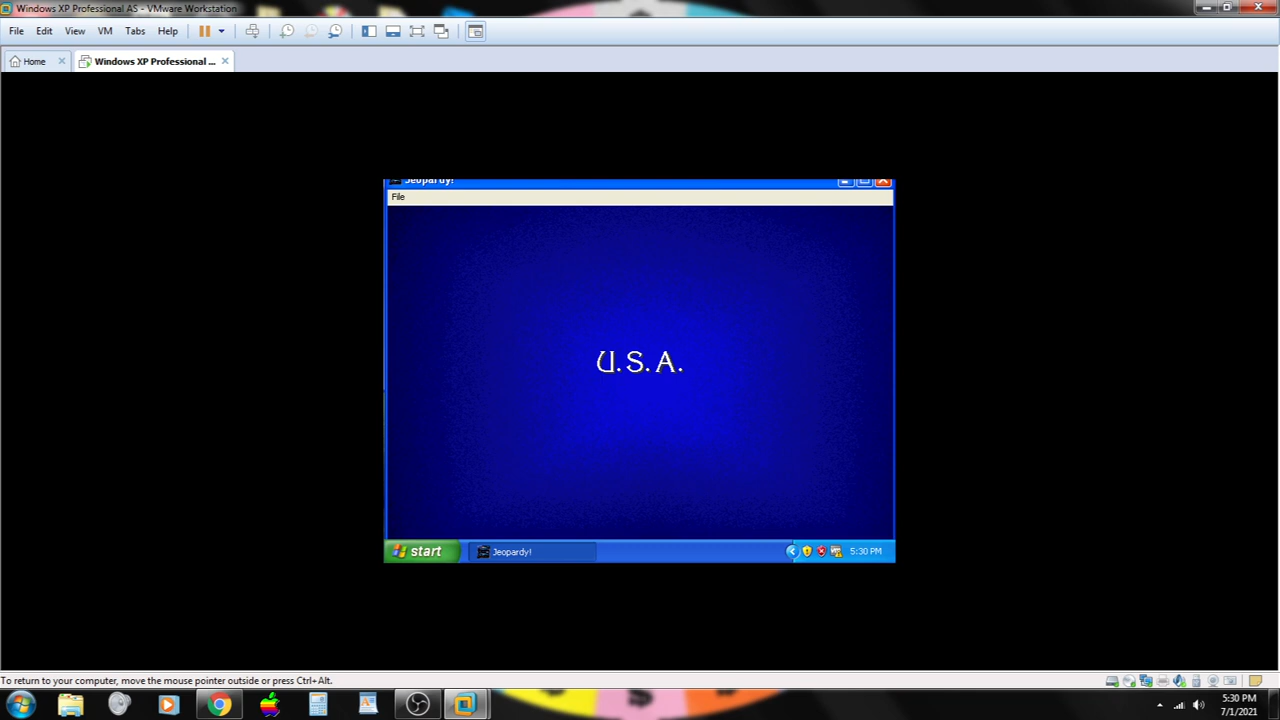 Windows XP Professional AS - VMware Workstation
File Edit View VM Tabs Help
Home Windows XP Professional ...
Jeopardy!
File
U.S.A.
start Jeopardy! 5:30 PM
To return to your computer, move the mouse pointer outside or press Ctrl+Alt.
5:30 PM
7/1/2021